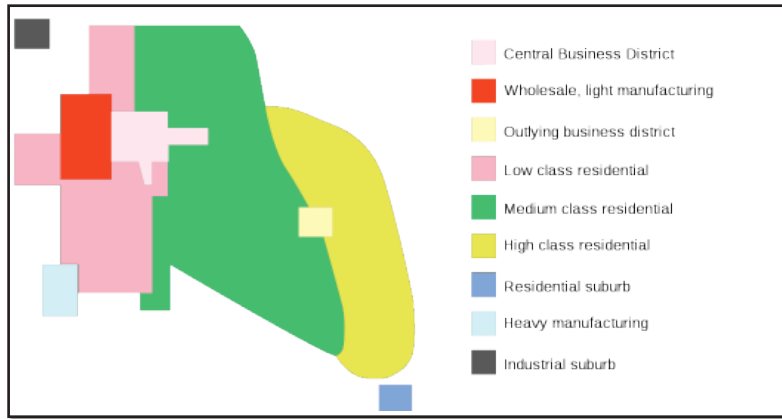 Central Business District
Wholesale, light manufacturing
Outlying business district
Low class residential
Medium class residential
High class residential
Residential suburb
Heavy manufacturing
Industrial suburb